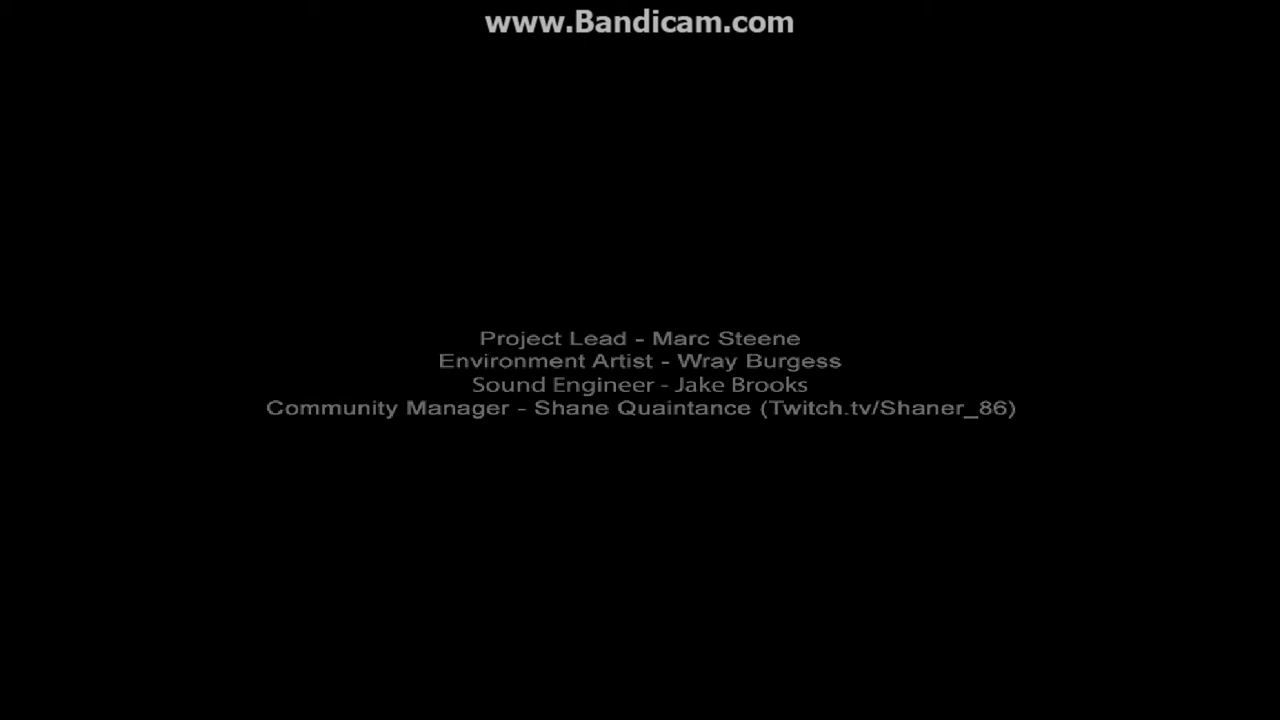 www.Bandicam.com
Project Lead - Marc Steene
Environment Artist - Wray Burgess
Sound Engineer - Jake Brooks
Community Manager - Shane Quaintance (Twitch.tv/Shaner_86)